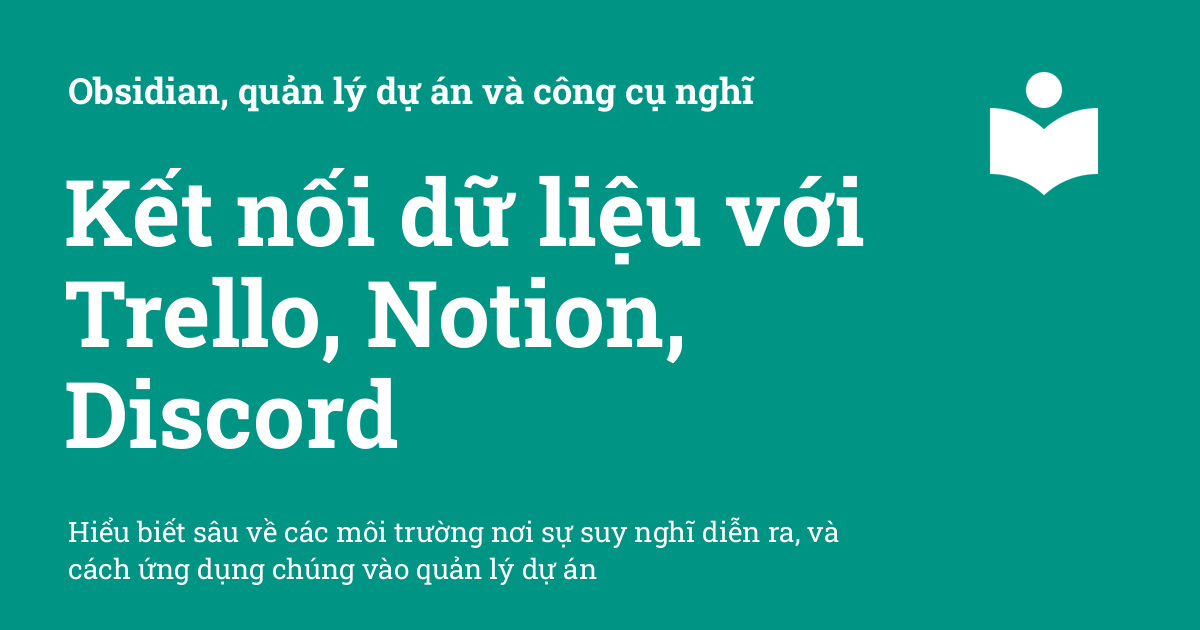 Obsidian, quản lý dự án và công cụ nghĩ
Kết nối dữ liệu với
Trello, Notion,
Discord
Hiểu biết sâu về các môi trường nơi sự suy nghĩ diễn ra, và
cách ứng dụng chúng vào quản lý dự án